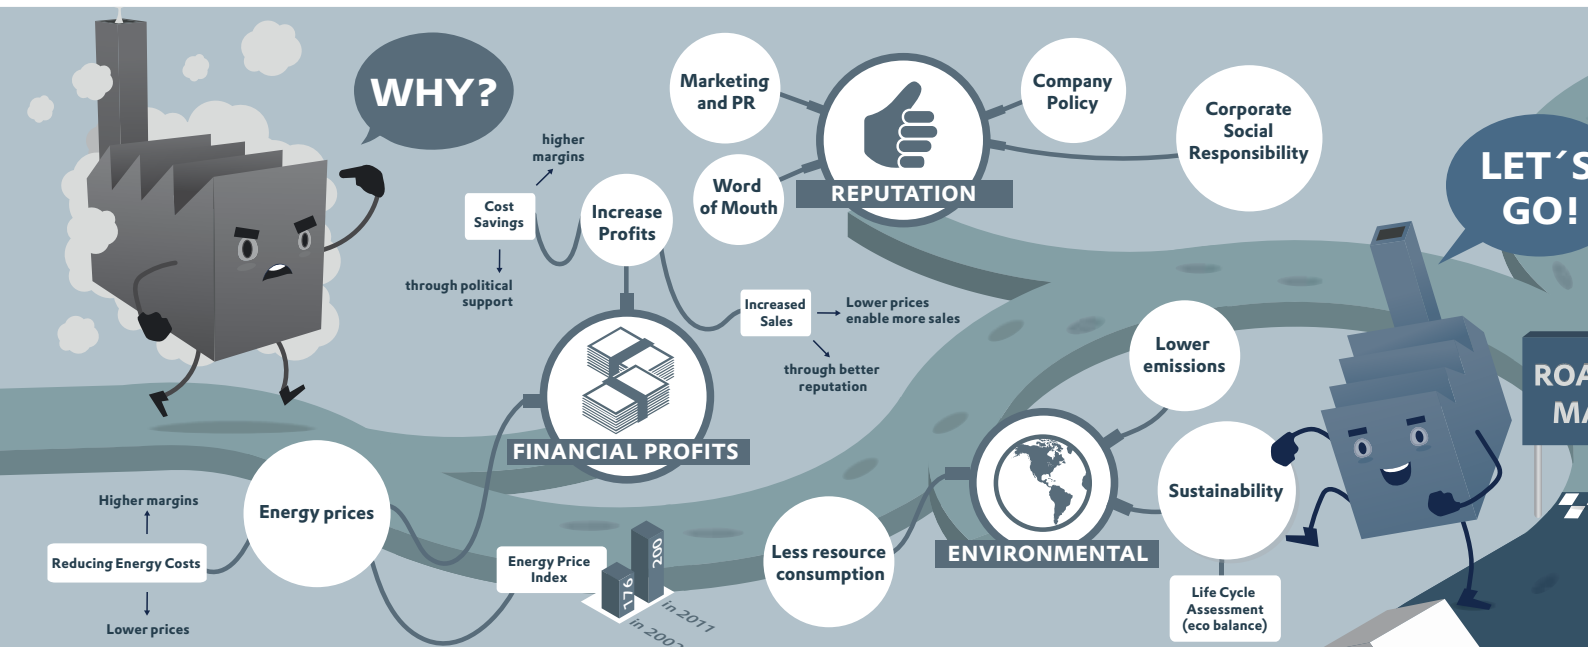 WHY?
higher
margins
Cost
Savings
through political
support
Increase
Profits
Marketing
and PR
Word
of Mouth
REPUTATION
Company
Policy
Corporate
Social
Responsibility
LET´S
GO!
Increased
Sales
Lower prices
enable more sales
through better
reputation
FINANCIAL PROFITS
Higher margins
Reducing Energy Costs
Lower prices
Energy prices
Energy Price
Index
176
200
in 2011
Less resource
consumption
ENVIRONMENTAL
Lower
emissions
Sustainability
Life Cycle
Assessment
(eco balance)